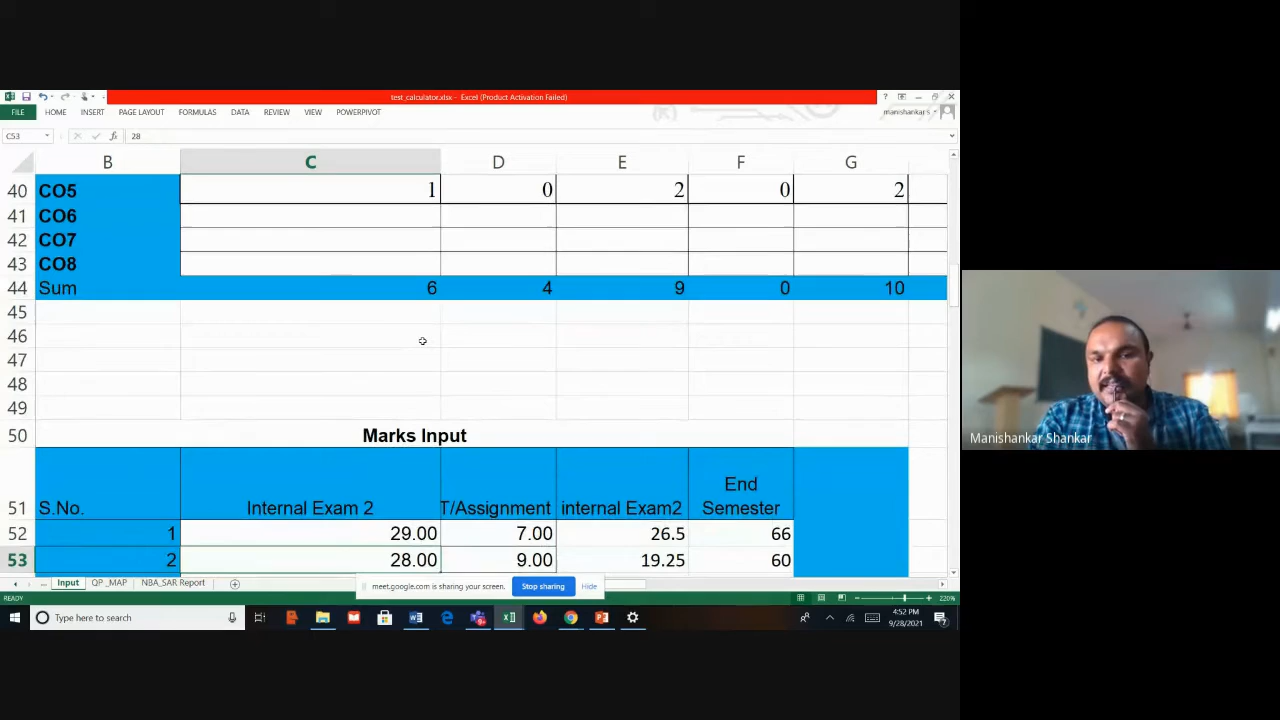 test_calculator.xlsx - Excel (Product Activation Failed)
FILE HOME INSERT PAGE LAYOUT FORMULAS DATA REVIEW VIEW POWERPIVOT manishankar s
C53 28
B C D E F G
40 CO5 1 0 2 0 2
41 CO6
42 CO7
43 CO8
44 Sum 6 4 9 0 10
45
46
47
48
49
50 Marks Input
51 S.No. Internal Exam 2 T/Assignment internal Exam2 End Semester
52 1 29.00 7.00 26.5 66
53 2 28.00 9.00 19.25 60
... Input QP _MAP NBA_SAR Report
meet.google.com is sharing your screen. Stop sharing Hide
READY 220%
Type here to search 4:52 PM
9/28/2021
Manishankar Shankar